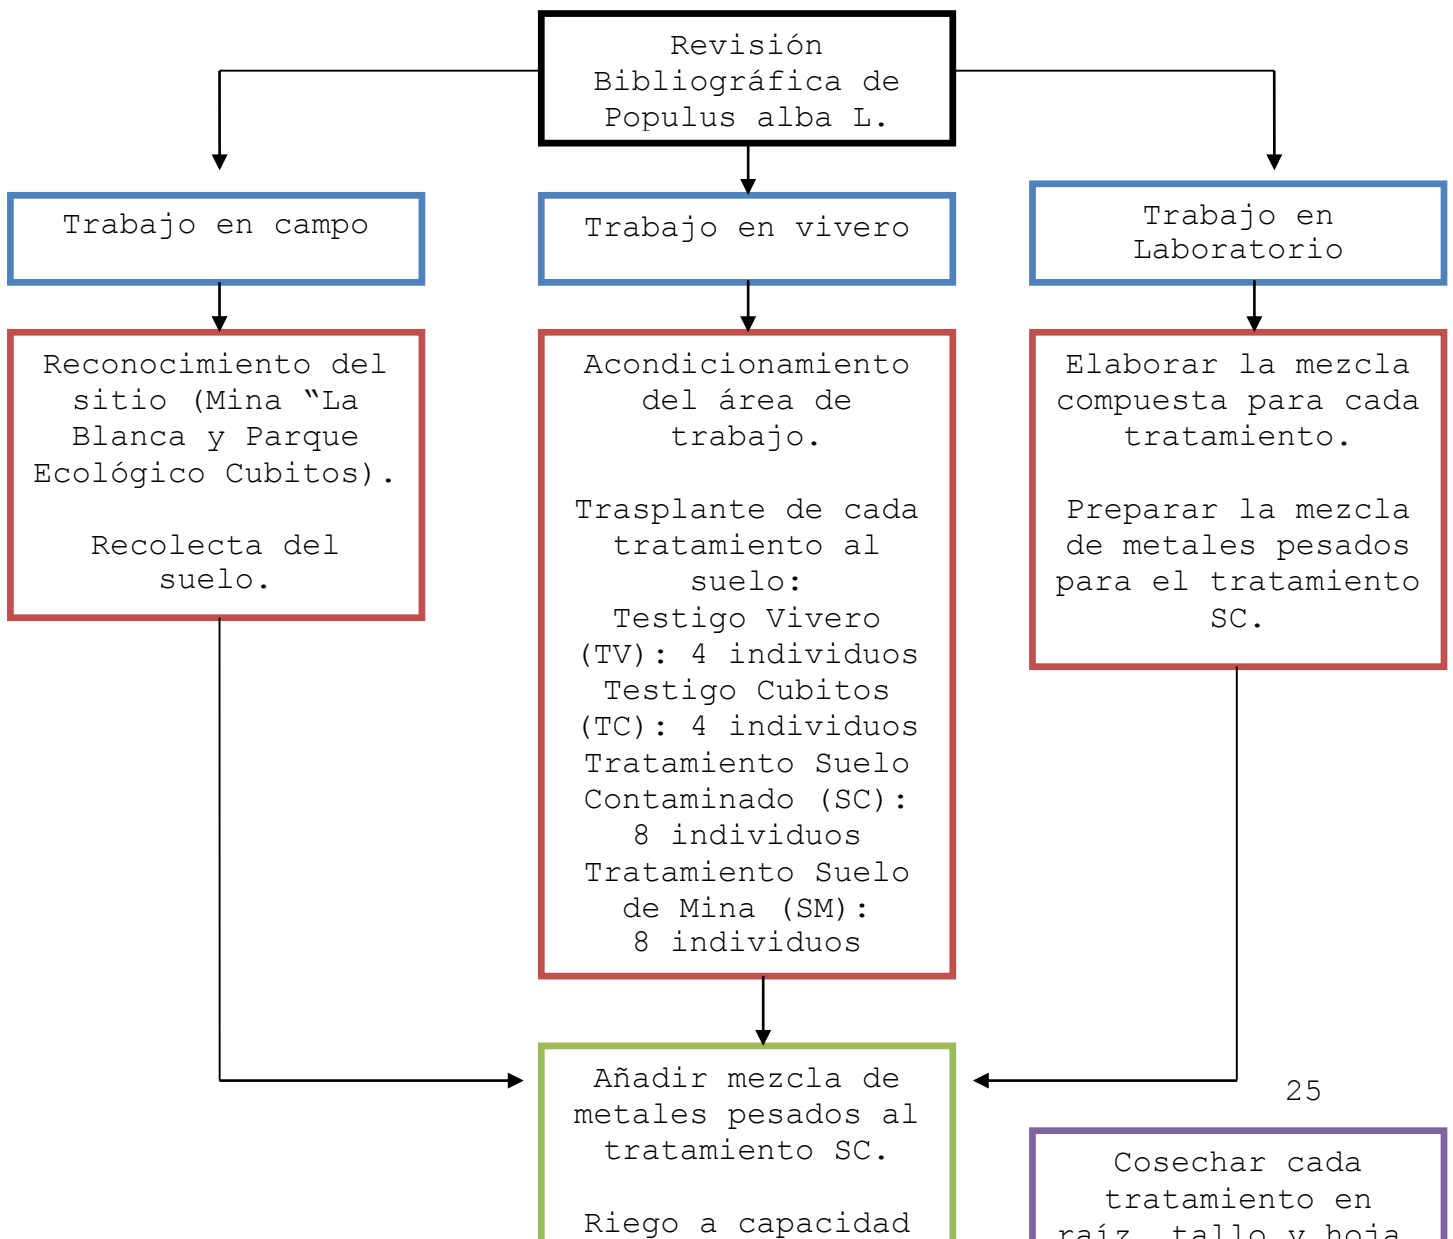 Revisión
Bibliográfica de
Populus alba L.
Trabajo en campo
Trabajo en vivero
Trabajo en
Laboratorio
Reconocimiento del
sitio (Mina “La
Blanca y Parque
Ecológico Cubitos).
Recolecta del
suelo.
Acondicionamiento
del área de
trabajo.
Trasplante de cada
tratamiento al
suelo:
Testigo Vivero
(TV): 4 individuos
Testigo Cubitos
(TC): 4 individuos
Tratamiento Suelo
Contaminado (SC):
8 individuos
Tratamiento Suelo
de Mina (SM):
8 individuos
Elaborar la mezcla
compuesta para cada
tratamiento.
Preparar la mezcla
de metales pesados
para el tratamiento
SC.
Añadir mezcla de
metales pesados al
tratamiento SC.
Riego a capacidad
25
Cosechar cada
tratamiento en
raíz, tallo y hoja